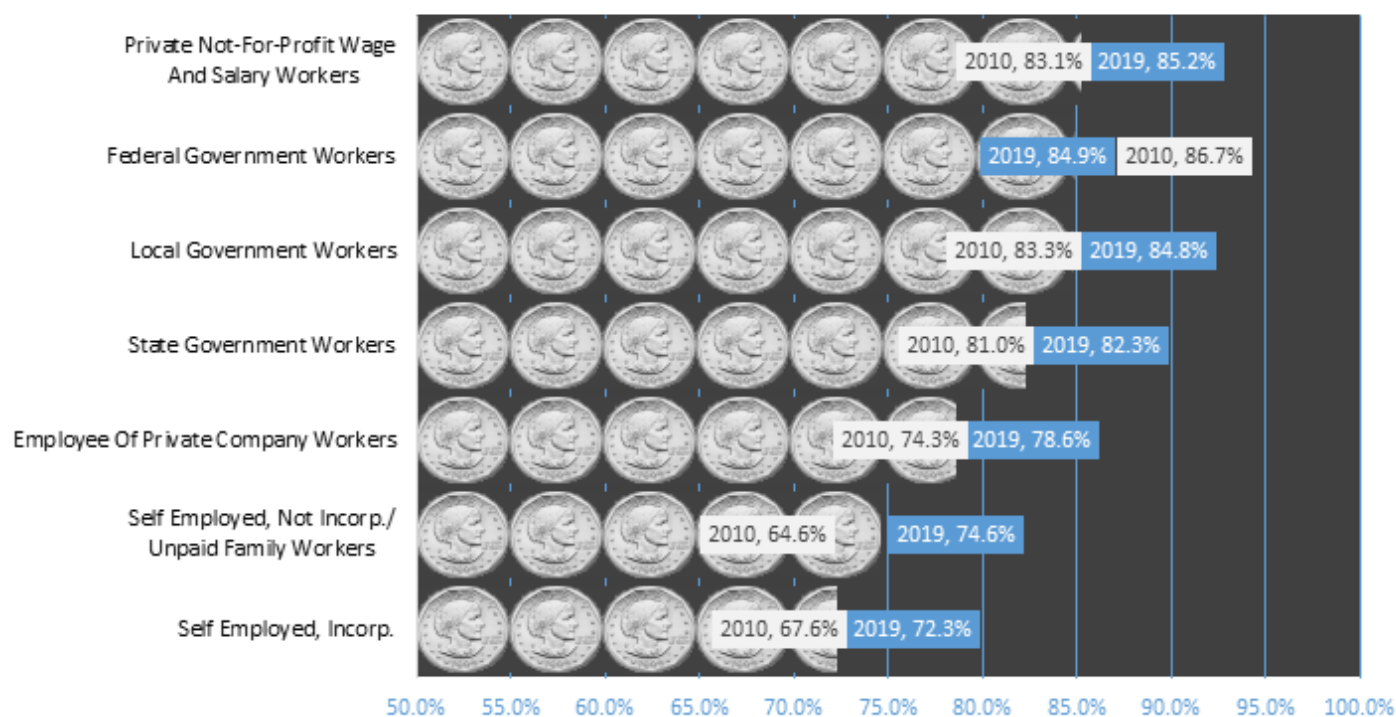 Private Not-For-Profit Wage
And Salary Workers
2010, 83.1%
2019, 85.2%
Federal Government Workers
2019, 84.9%
2010, 86.7%
Local Government Workers
2010, 83.3%
2019, 84.8%
State Government Workers
2010, 81.0%
2019, 82.3%
Employee Of Private Company Workers
2010, 74.3%
2019, 78.6%
Self Employed, Not Incorp./
Unpaid Family Workers
2010, 64.6%
2019, 74.6%
Self Employed, Incorp.
2010, 67.6%
2019, 72.3%
50.0% 55.0% 60.0% 65.0% 70.0% 75.0% 80.0% 85.0% 90.0% 95.0% 100.0%